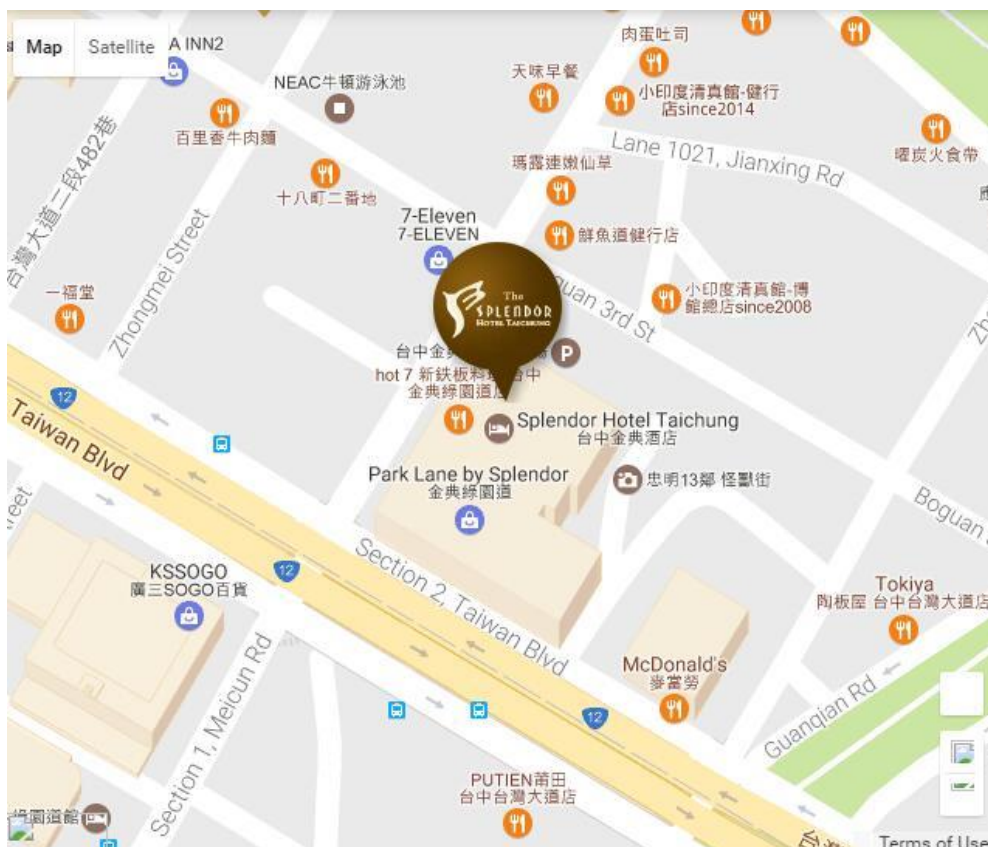 Map
Satellite
A INN2
肉蛋吐司
NEAC牛頓游泳池
天味早餐
小印度清真館-健行
店since2014
百里香牛肉麵
Lane 1021, Jianxing Rd
曜炭火食帶
台灣大道二段482巷
瑪露連嫩仙草
十八町二番地
7-Eleven
7-ELEVEN
鮮魚道健行店
Zhongmei Street
一福堂
The
SPLENDOR
HOTEL TAICHUNG
guan 3rd St
小印度清真館-博
館總店since2008
台中金
P
hot 7 新鉄板料
台中
金典綠園道店
12
Taiwan Blvd
Splendor Hotel Taichung
台中金典酒店
Park Lane by Splendor
金典綠園道
忠明13鄰 怪獸街
Boguan
KSSOGO
廣三SOGO百貨
12
Section 2, Taiwan Blvd
Tokiya
陶板屋 台中台灣大道店
McDonald's
麥當勞
Guanqian Rd
Section 1, Meicun Rd
12
PUTIEN莆田
台中台灣大道店
園道館
Terms of Use